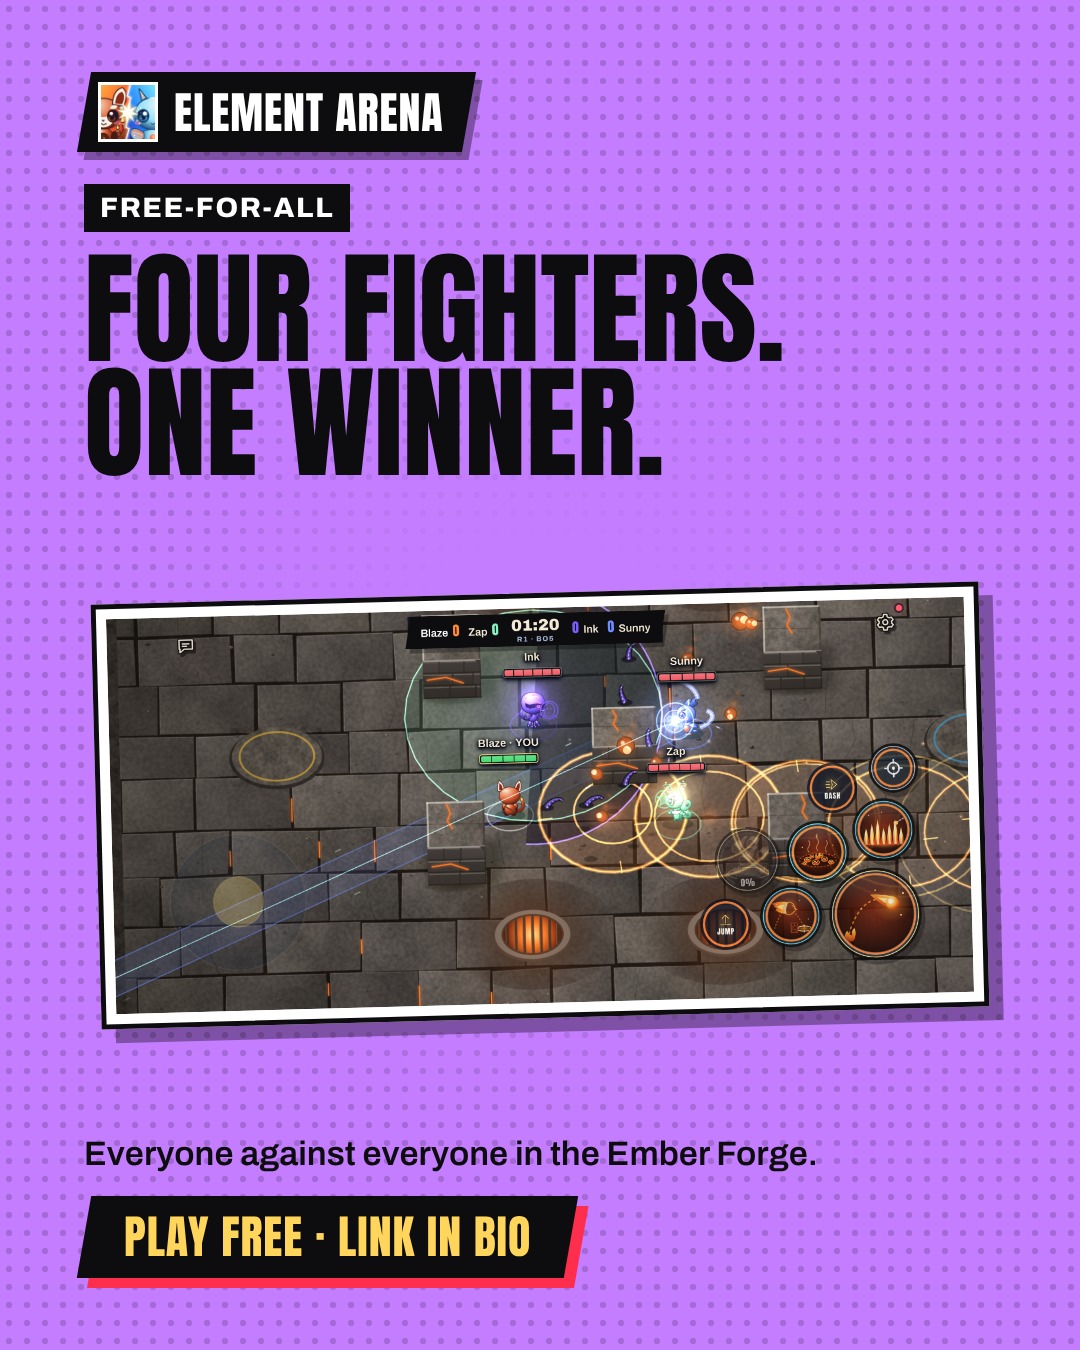 ELEMENT ARENA
FREE-FOR-ALL
FOUR FIGHTERS.
ONE WINNER.
Blaze 0 Zap 0 01:20 0 Ink 0 Sunny
R1 · BO5
Ink
Sunny
Blaze · YOU
Zap
DASH
0%
JUMP
Everyone against everyone in the Ember Forge.
PLAY FREE · LINK IN BIO